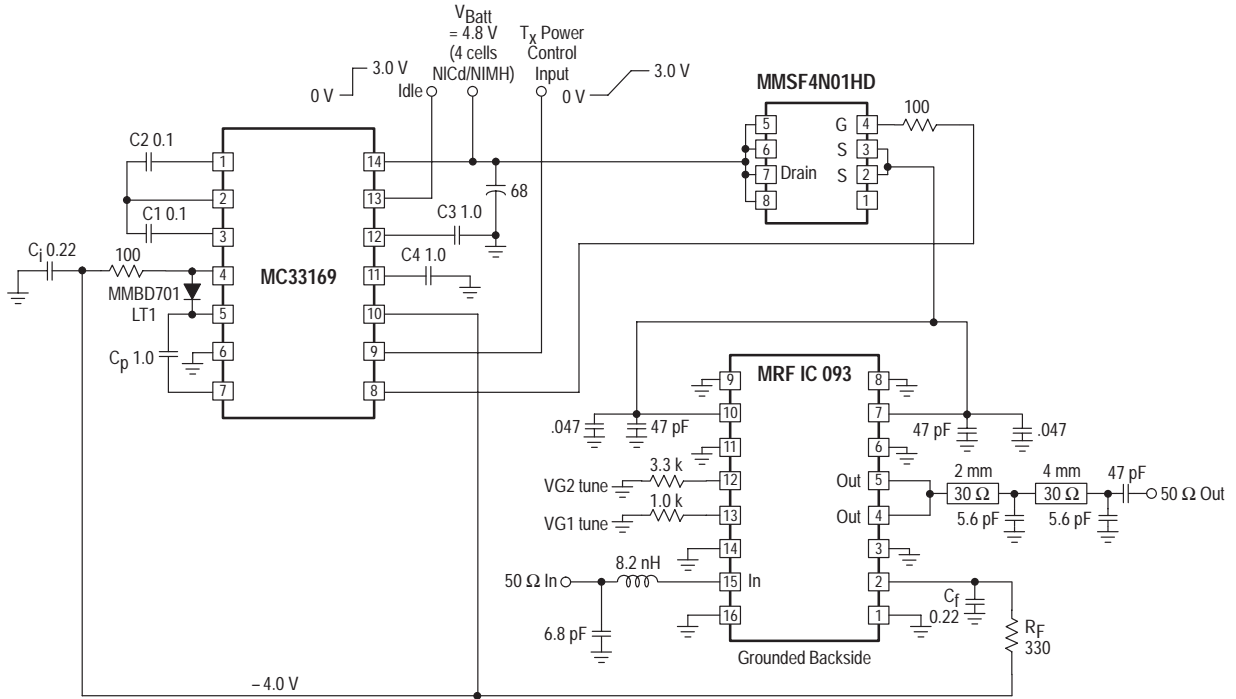 VBatt
= 4.8 V
(4 cells
NICd/NIMH)
TX Power
Control
Input
3.0 V
0 V
Idle
0 V
3.0 V
MMSF4N01HD
5
6
7
8
Drain
G
S
S
4
3
2
1
100
C2 0.1
C1 0.1
Ci 0.22
100
MMBD701
LT1
Cp 1.0
1
2
3
4
5
6
7
MC33169
14
13
12
11
10
9
8
68
C3 1.0
C4 1.0
MRF IC 093
9
10
11
12
13
14
15
16
In
8
7
6
5
4
3
2
1
Out
Out
.047
47 pF
47 pF
.047
VG2 tune
3.3 k
VG1 tune
1.0 k
50 Ω In
8.2 nH
6.8 pF
2 mm
30 Ω
4 mm
30 Ω
47 pF
50 Ω Out
5.6 pF
5.6 pF
Cf
0.22
RF
330
Grounded Backside
– 4.0 V